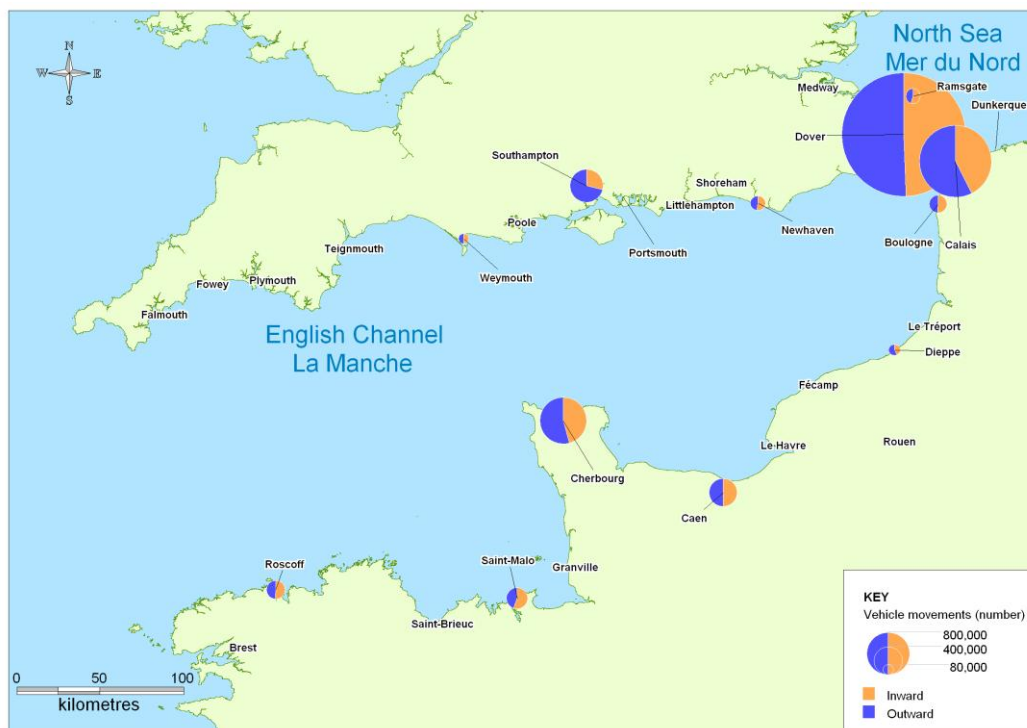 North Sea
Mer du Nord
N
W E
S
Medway
Ramsgate
Dunkerque
Dover
Southampton
Shoreham
Littlehampton
Poole
Newhaven
Boulogne
Calais
Portsmouth
Teignmouth
Weymouth
Fowey
Plymouth
Falmouth
English Channel
La Manche
Le Tréport
Dieppe
Fécamp
Le Havre
Rouen
Cherbourg
Caen
Roscoff
Saint-Malo
Granville
Saint-Brieuc
Brest
0 50 100
kilometres
KEY
Vehicle movements (number)
800,000
400,000
80,000
Inward
Outward